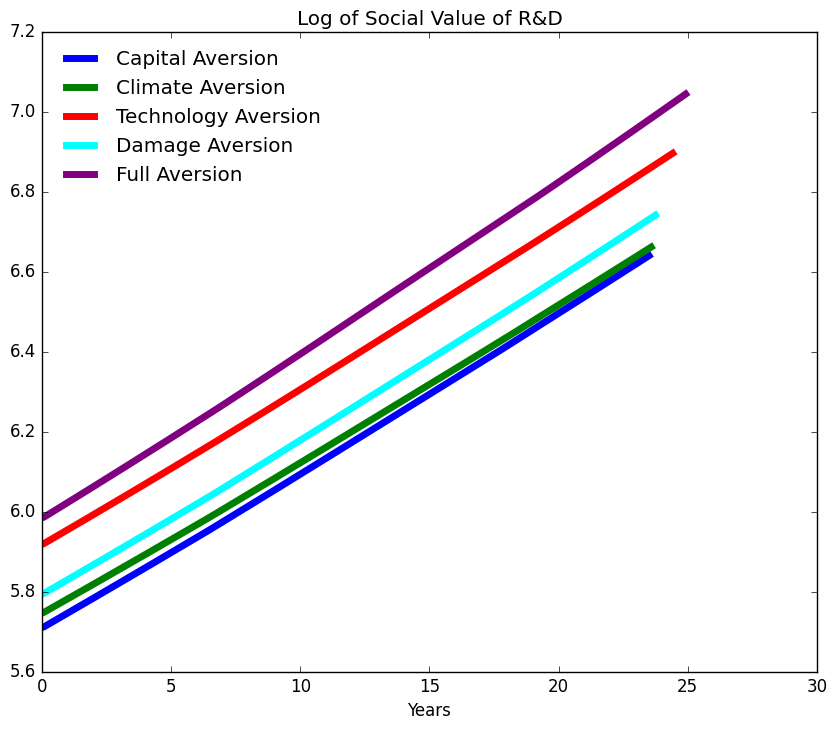 Log of Social Value of R&D
7.2
7.0
6.8
6.6
6.4
6.2
6.0
5.8
5.6
Capital Aversion
Climate Aversion
Technology Aversion
Damage Aversion
Full Aversion
0 5 10 15 20 25 30
Years